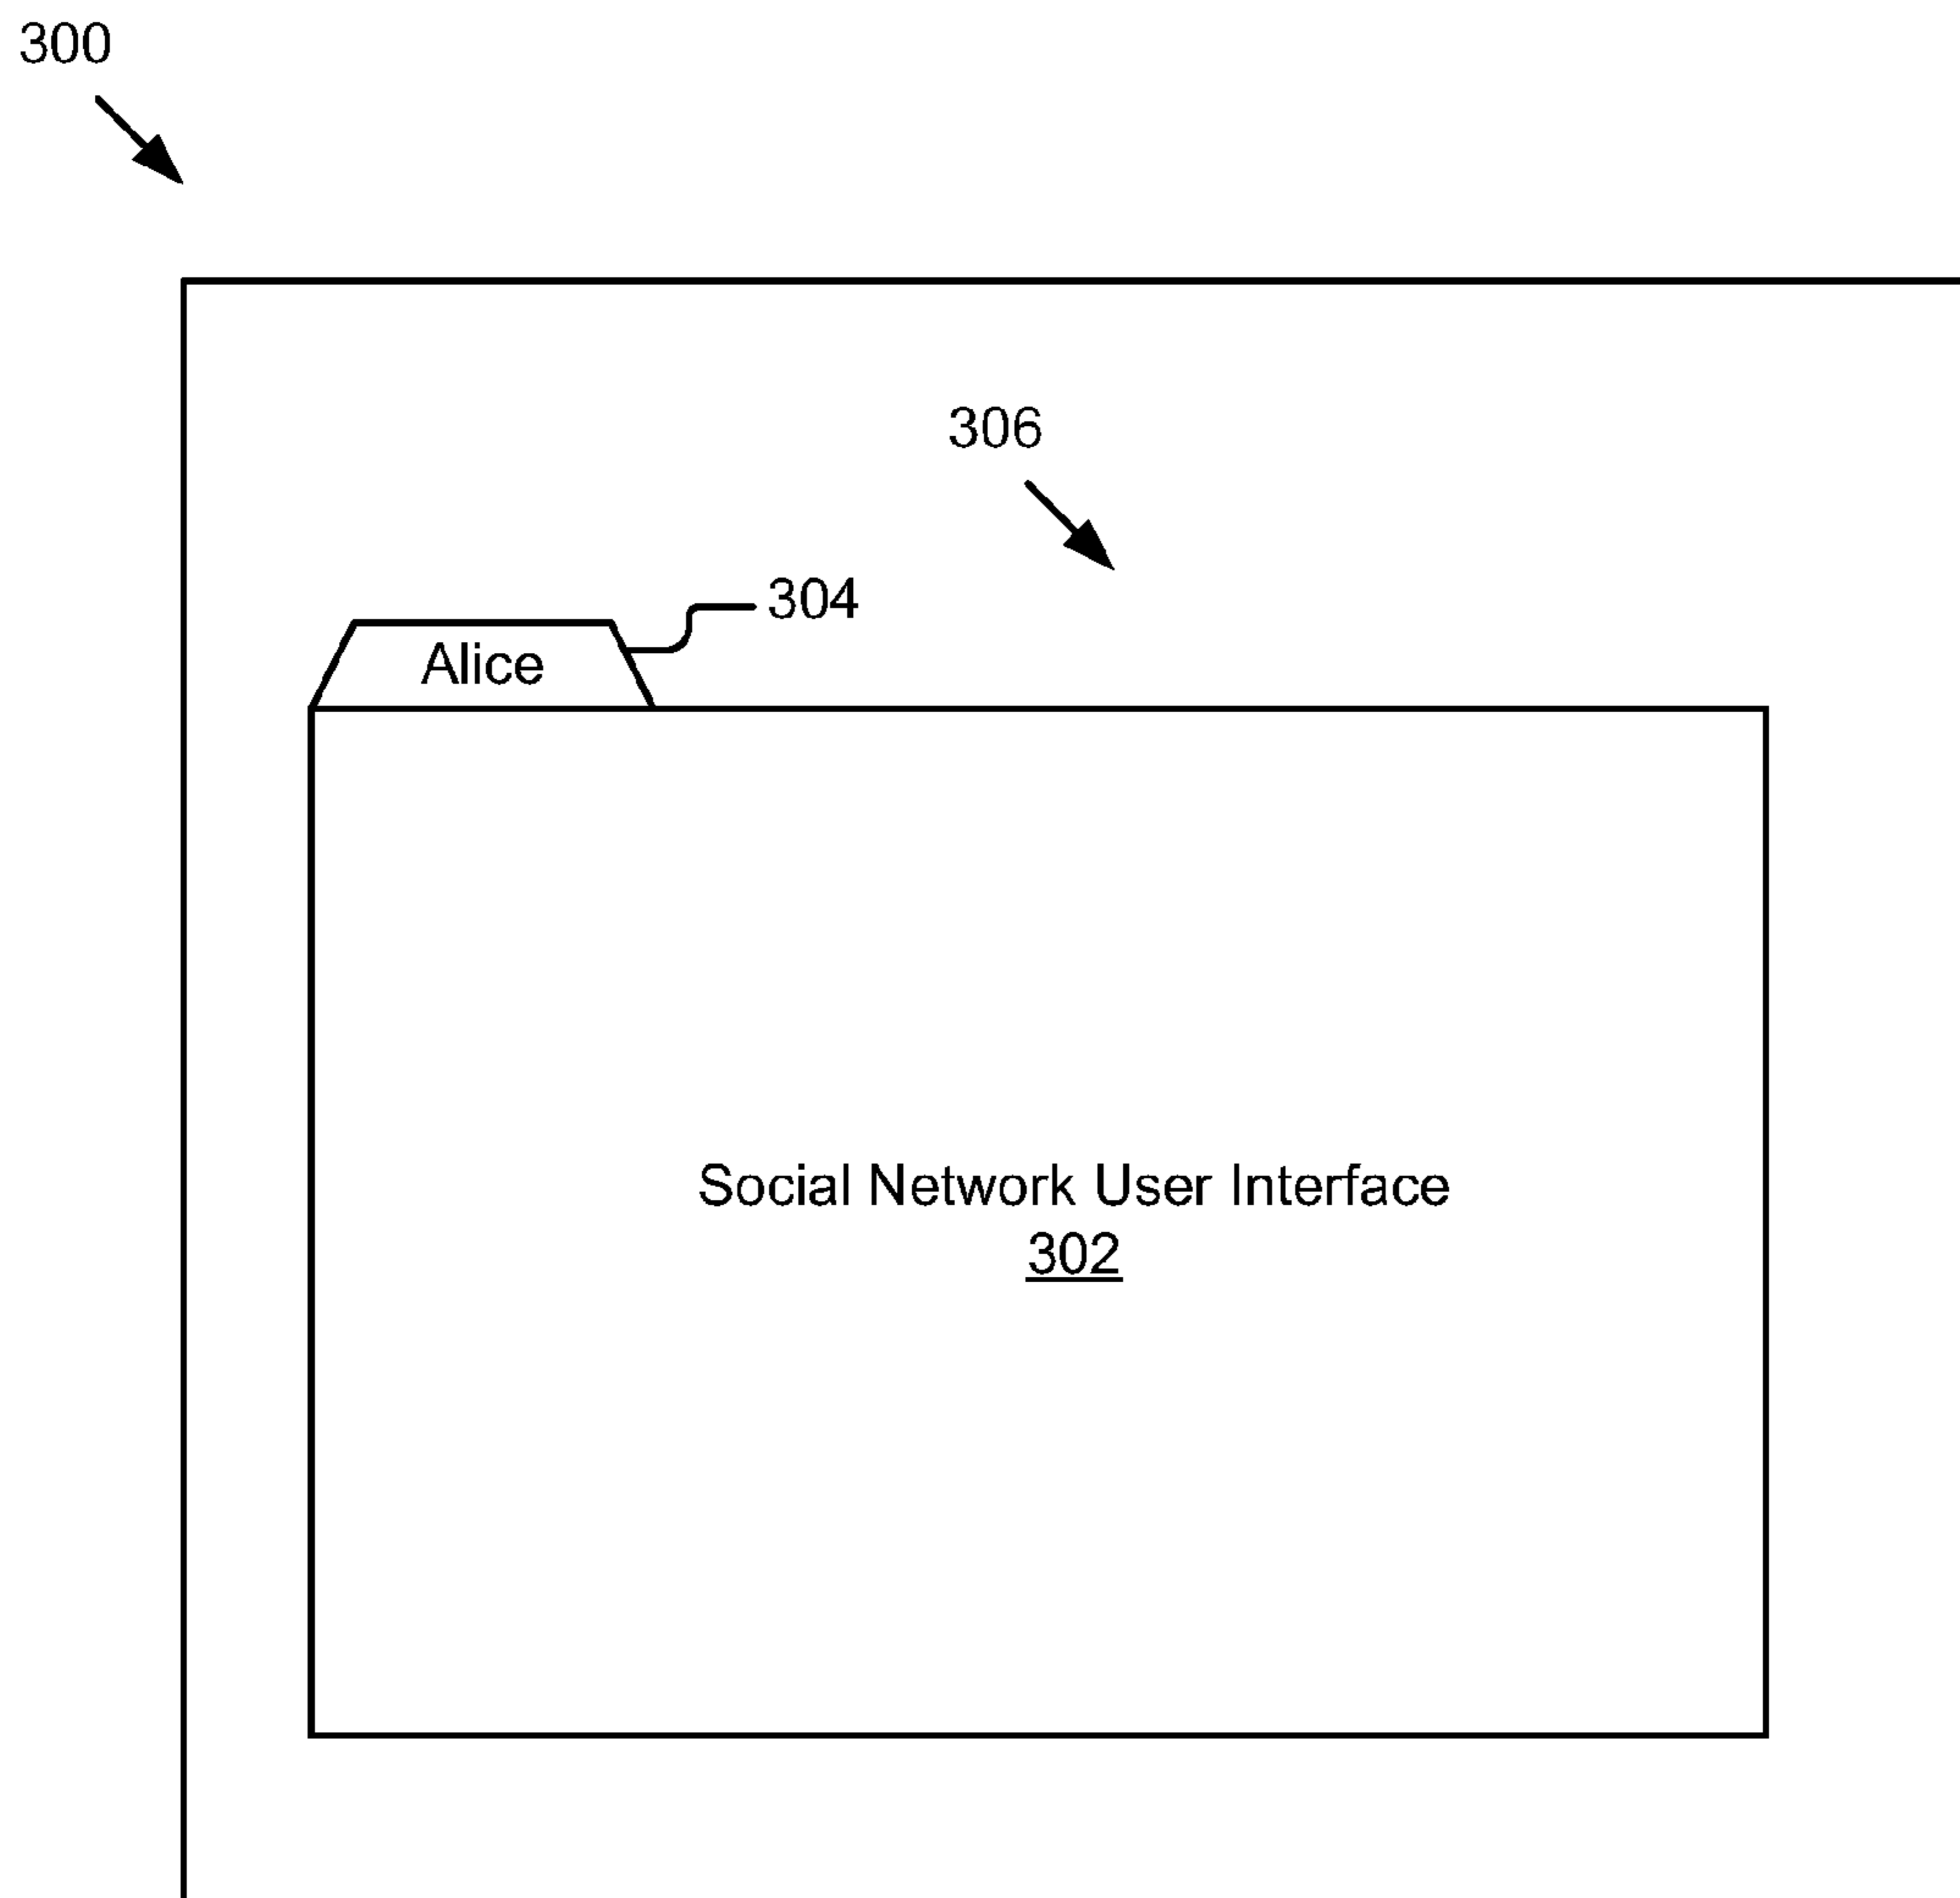 300
306
304
Alice
Social Network User Interface
302